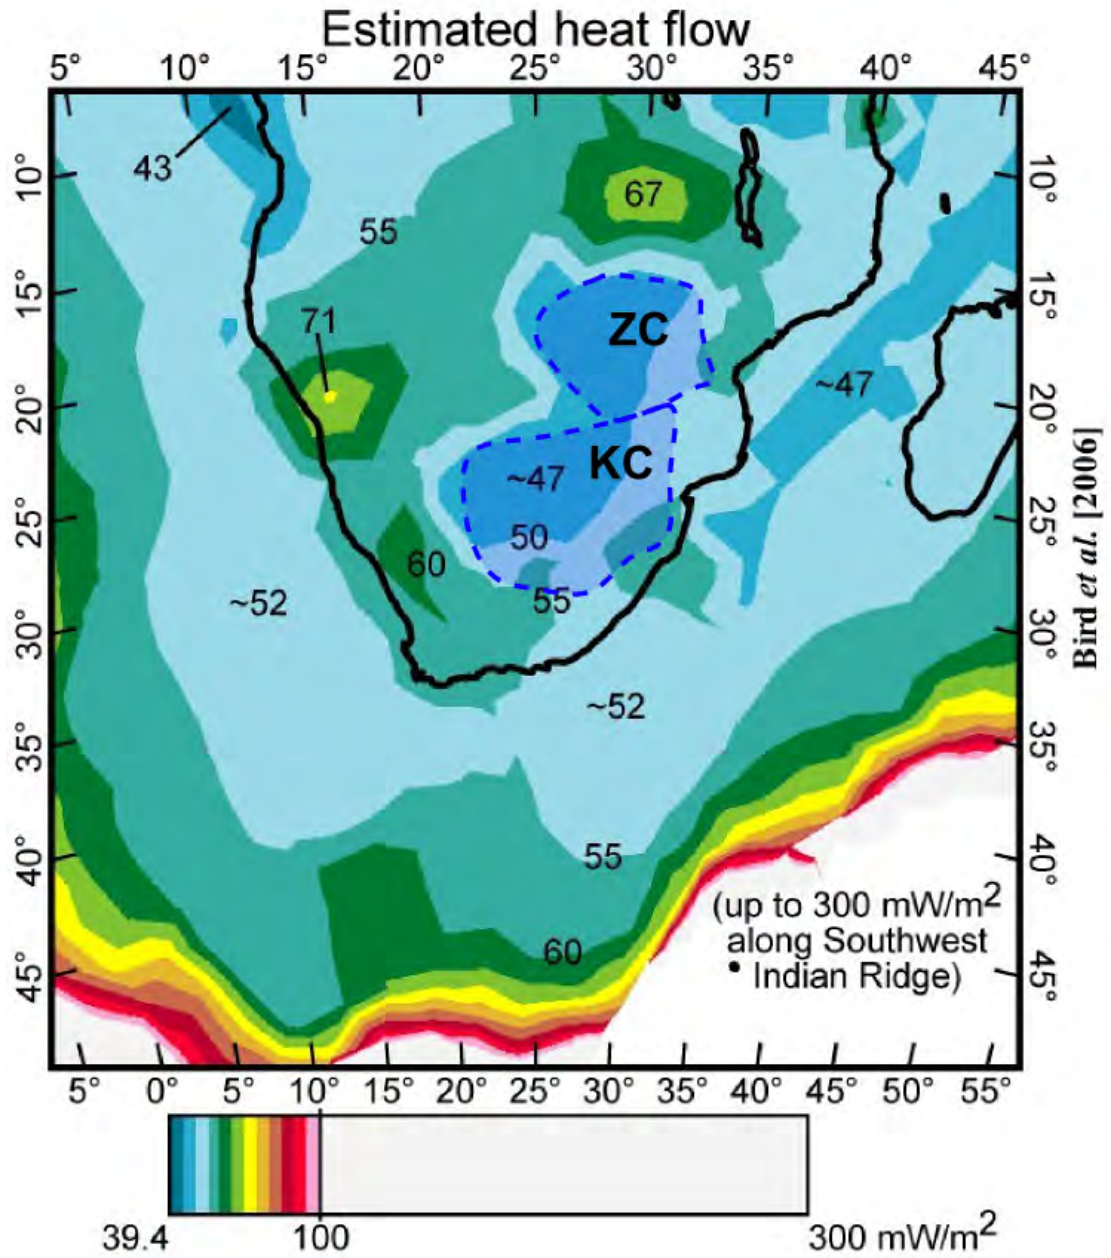 Estimated heat flow
5° 10° 15° 20° 25° 30° 35° 40° 45°
10° 15° 20° 25° 30° 35° 40° 45°
43
67
55
71
ZC
~47
KC
~47
50
60
55
~52
~52
55
60
(up to 300 mW/m²
along Southwest
Indian Ridge)
10° 15° 20° 25° 30° 35° 40° 45°
Bird et al. [2006]
5° 0° 5° 10° 15° 20° 25° 30° 35° 40° 45° 50° 55°
39.4 100 300 mW/m²